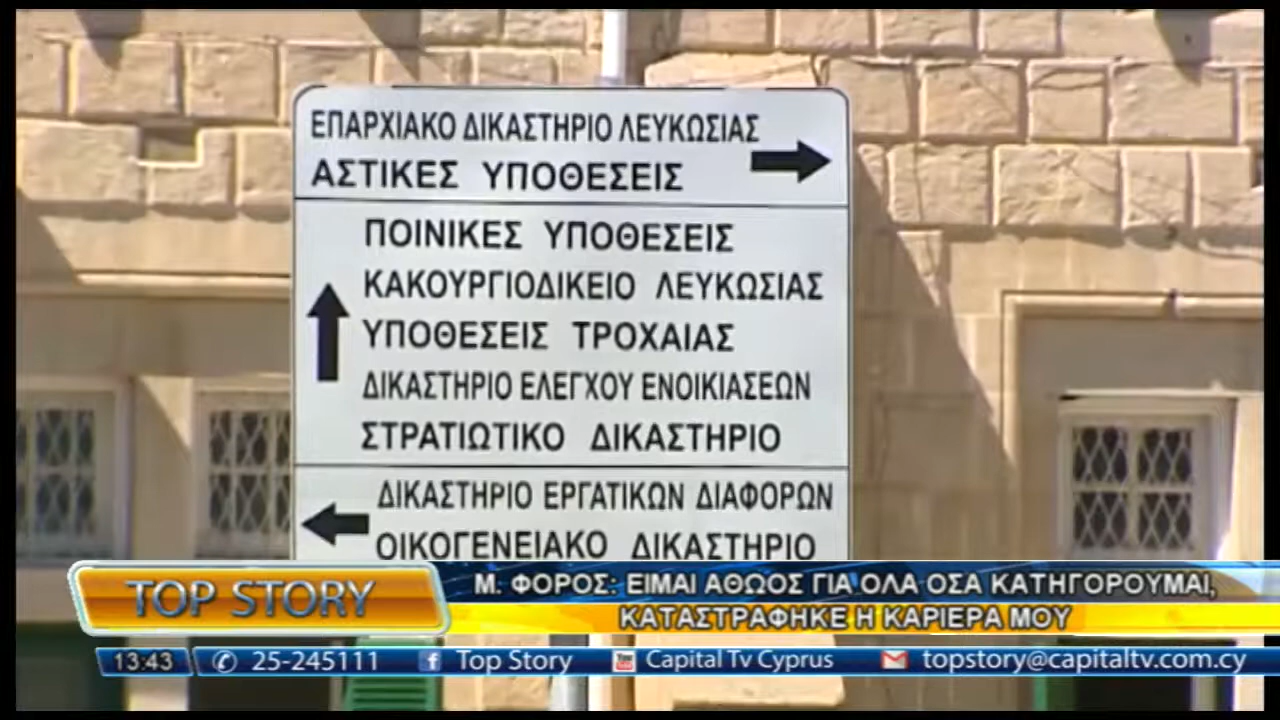 ΕΠΑΡΧΙΑΚΟ ΔΙΚΑΣΤΗΡΙΟ ΛΕΥΚΩΣΙΑΣ
ΑΣΤΙΚΕΣ ΥΠΟΘΕΣΕΙΣ
ΠΟΙΝΙΚΕΣ ΥΠΟΘΕΣΕΙΣ
ΚΑΚΟΥΡΓΙΟΔΙΚΕΙΟ ΛΕΥΚΩΣΙΑΣ
ΥΠΟΘΕΣΕΙΣ ΤΡΟΧΑΙΑΣ
ΔΙΚΑΣΤΗΡΙΟ ΕΛΕΓΧΟΥ ΕΝΟΙΚΙΑΣΕΩΝ
ΣΤΡΑΤΙΩΤΙΚΟ ΔΙΚΑΣΤΗΡΙΟ
ΔΙΚΑΣΤΗΡΙΟ ΕΡΓΑΤΙΚΩΝ ΔΙΑΦΟΡΩΝ
ΟΙΚΟΓΕΝΕΙΑΚΟ ΔΙΚΑΣΤΗΡΙΟ
TOP STORY
Μ. ΦΟΡΟΣ: ΕΙΜΑΙ ΑΘΩΟΣ ΓΙΑ ΟΛΑ ΟΣΑ ΚΑΤΗΓΟΡΟΥΜΑΙ,
ΚΑΤΑΣΤΡΑΦΗΚΕ Η ΚΑΡΙΕΡΑ ΜΟΥ
13:43 25-245111 Top Story Capital Tv Cyprus topstory@capitaltv.com.cy